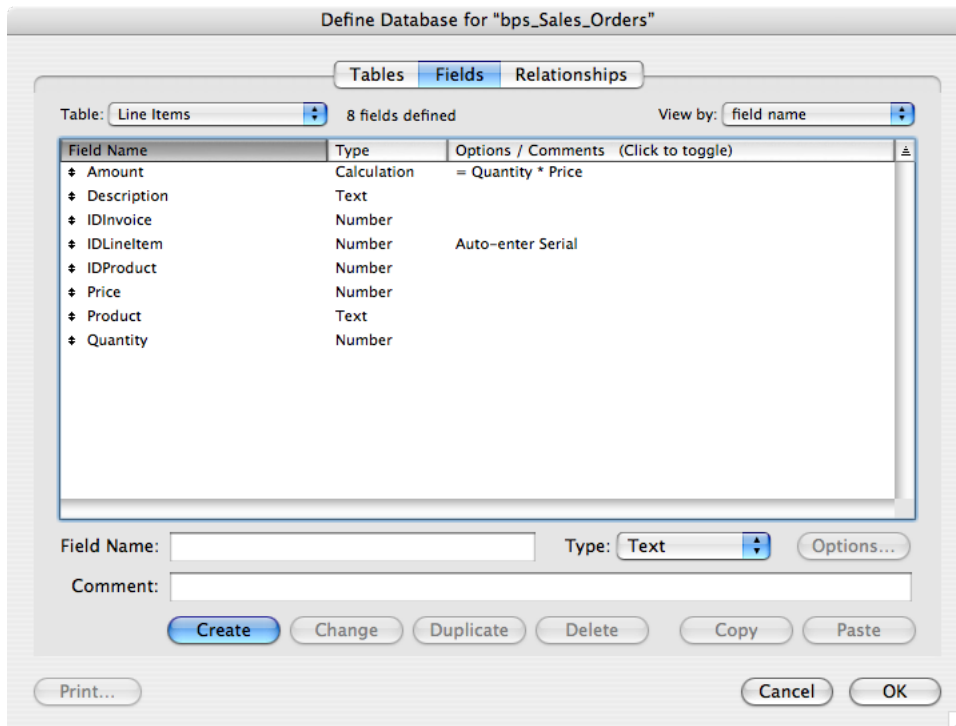 Define Database for “bps_Sales_Orders”
Tables Fields Relationships
Table: Line Items 8 fields defined View by: field name
Field Name Type Options / Comments (Click to toggle)
Amount Calculation = Quantity * Price
Description Text
IDInvoice Number
IDLineItem Number Auto-enter Serial
IDProduct Number
Price Number
Product Text
Quantity Number
Field Name: Type: Text Options...
Comment:
Create Change Duplicate Delete Copy Paste
Print... Cancel OK